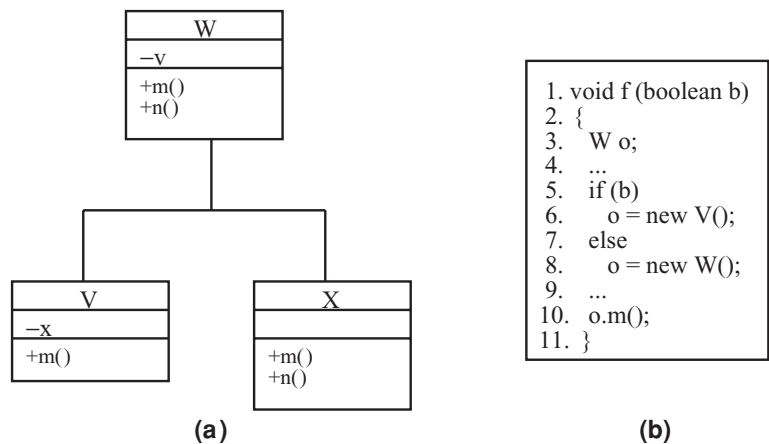 W
–v
+m()
+n()
V
–x
+m()
X
+m()
+n()
(a)
1. void f (boolean b)
2. {
3. W o;
4. ...
5. if (b)
6. o = new V();
7. else
8. o = new W();
9. ...
10. o.m();
11. }
(b)